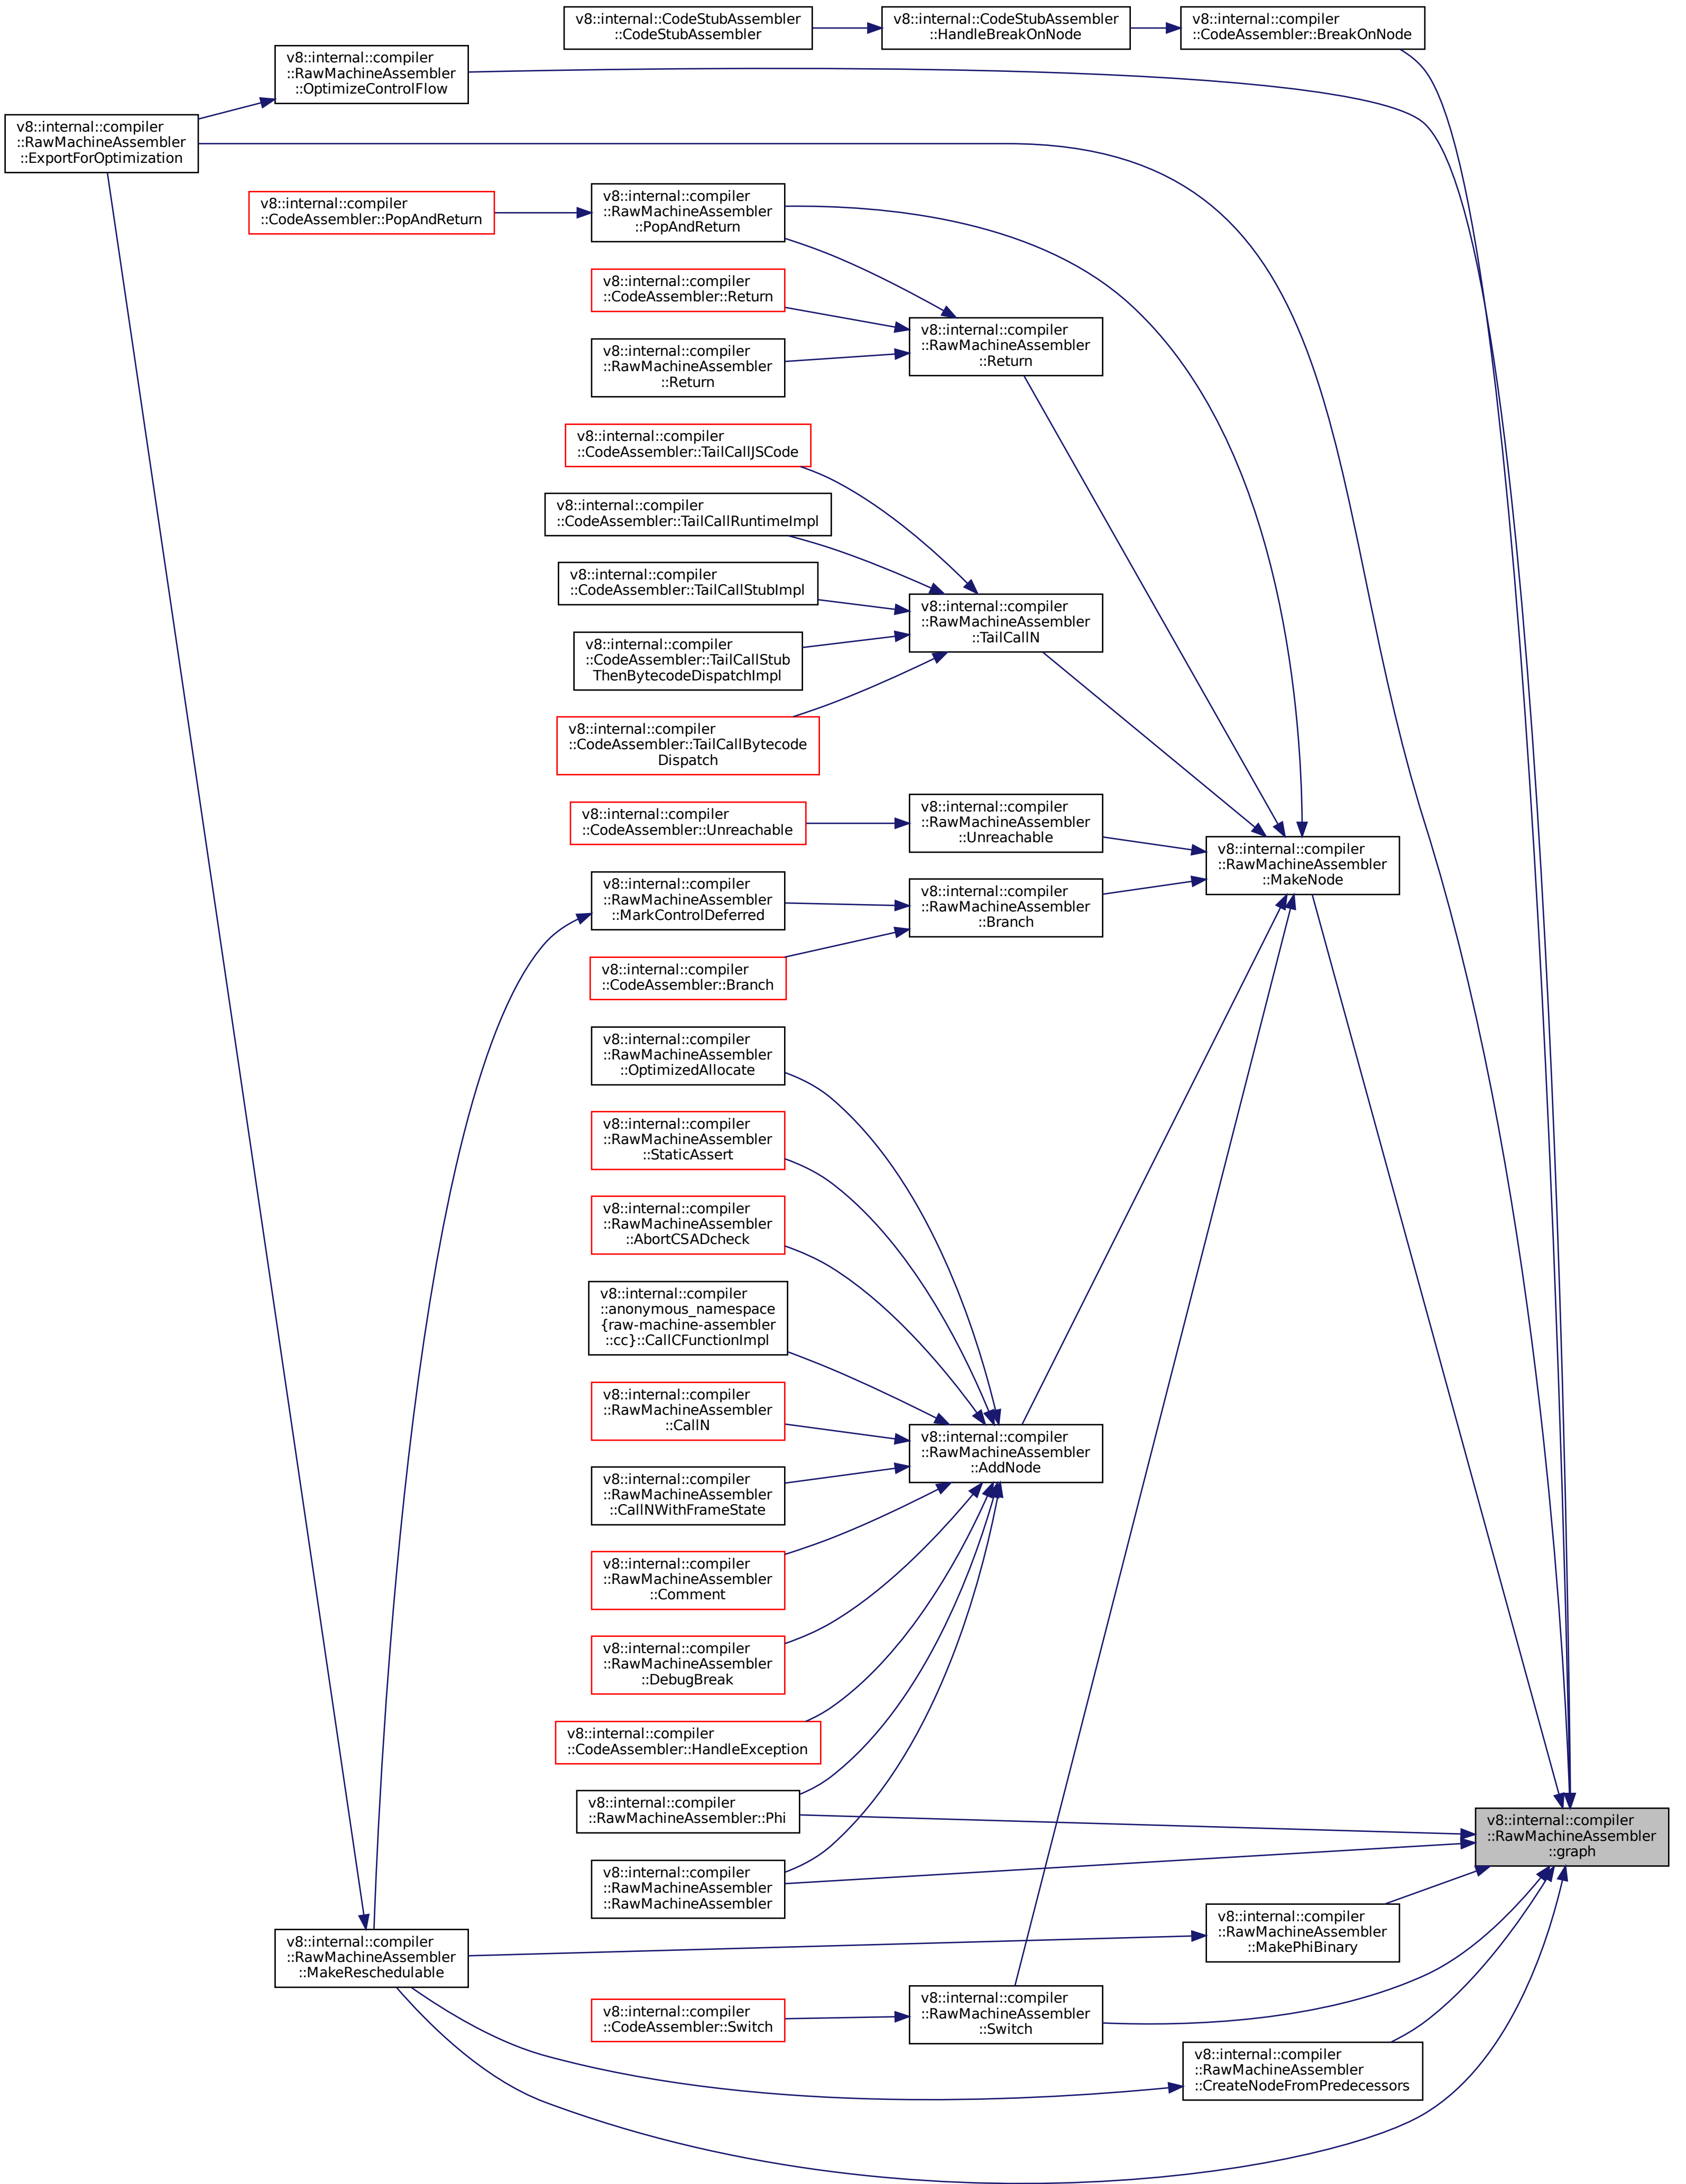 v8::internal::CodeStubAssembler
::CodeStubAssembler
v8::internal::CodeStubAssembler
::HandleBreakOnNode
v8::internal::compiler
::CodeAssembler::BreakOnNode
v8::internal::compiler
::RawMachineAssembler
::OptimizeControlFlow
v8::internal::compiler
::RawMachineAssembler
::ExportForOptimization
v8::internal::compiler
::CodeAssembler::PopAndReturn
v8::internal::compiler
::RawMachineAssembler
::PopAndReturn
v8::internal::compiler
::CodeAssembler::Return
v8::internal::compiler
::RawMachineAssembler
::Return
v8::internal::compiler
::RawMachineAssembler
::Return
v8::internal::compiler
::CodeAssembler::TailCallJSCode
v8::internal::compiler
::CodeAssembler::TailCallRuntimeImpl
v8::internal::compiler
::CodeAssembler::TailCallStubImpl
v8::internal::compiler
::RawMachineAssembler
::TailCallN
v8::internal::compiler
::CodeAssembler::TailCallStub
ThenBytecodeDispatchImpl
v8::internal::compiler
::CodeAssembler::TailCallBytecode
Dispatch
v8::internal::compiler
::CodeAssembler::Unreachable
v8::internal::compiler
::RawMachineAssembler
::Unreachable
v8::internal::compiler
::RawMachineAssembler
::MakeNode
v8::internal::compiler
::RawMachineAssembler
::MarkControlDeferred
v8::internal::compiler
::RawMachineAssembler
::Branch
v8::internal::compiler
::CodeAssembler::Branch
v8::internal::compiler
::RawMachineAssembler
::OptimizedAllocate
v8::internal::compiler
::RawMachineAssembler
::StaticAssert
v8::internal::compiler
::RawMachineAssembler
::AbortCSADcheck
v8::internal::compiler
::anonymous_namespace
{raw-machine-assembler
::cc}::CallCFunctionImpl
v8::internal::compiler
::RawMachineAssembler
::CallN
v8::internal::compiler
::RawMachineAssembler
::AddNode
v8::internal::compiler
::RawMachineAssembler
::CallNWithFrameState
v8::internal::compiler
::RawMachineAssembler
::Comment
v8::internal::compiler
::RawMachineAssembler
::DebugBreak
v8::internal::compiler
::CodeAssembler::HandleException
v8::internal::compiler
::RawMachineAssembler::Phi
v8::internal::compiler
::RawMachineAssembler
::graph
v8::internal::compiler
::RawMachineAssembler
::RawMachineAssembler
v8::internal::compiler
::RawMachineAssembler
::MakePhiBinary
v8::internal::compiler
::RawMachineAssembler
::MakeReschedulable
v8::internal::compiler
::CodeAssembler::Switch
v8::internal::compiler
::RawMachineAssembler
::Switch
v8::internal::compiler
::RawMachineAssembler
::CreateNodeFromPredecessors